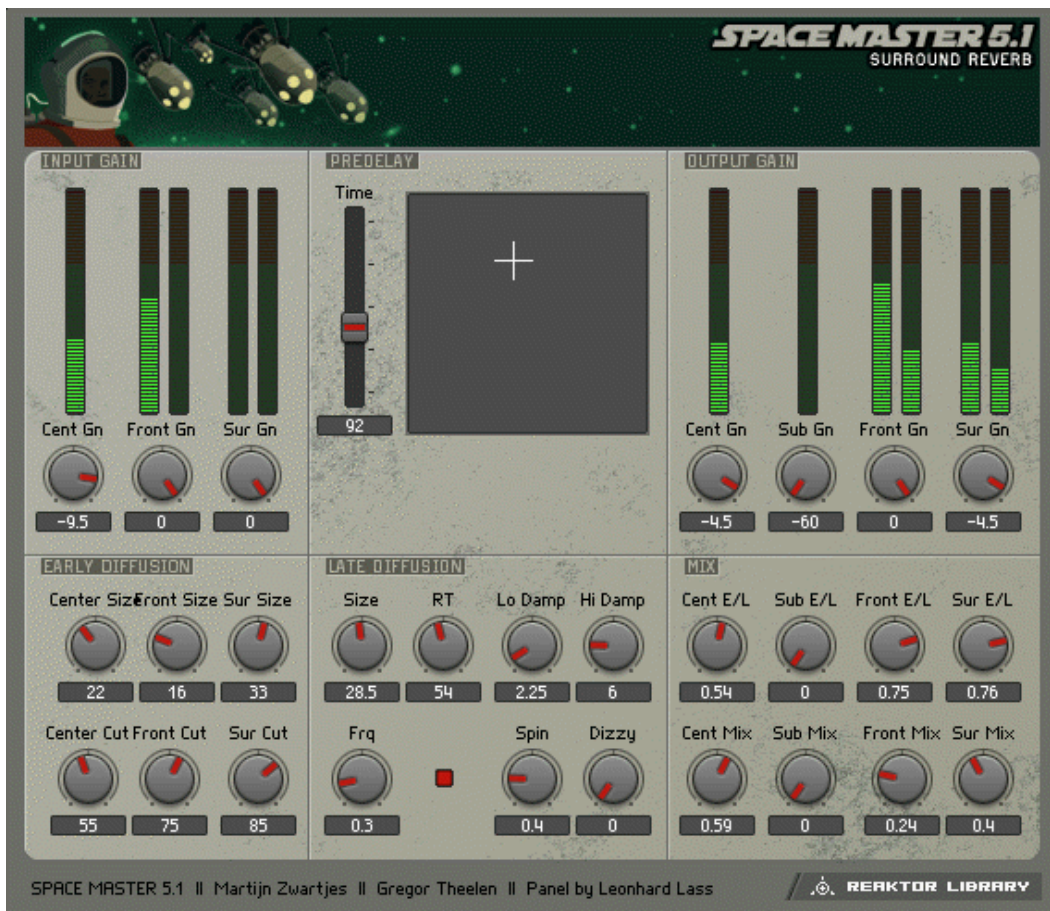 SPACE MASTER 5.1
SURROUND REVERB
INPUT GAIN
Cent Gn Front Gn Sur Gn
-9.5 0 0
PREDELAY
Time
92
OUTPUT GAIN
Cent Gn Sub Gn Front Gn Sur Gn
-4.5 -60 0 -4.5
EARLY DIFFUSION
Center Size Front Size Sur Size
22 16 33
Center Cut Front Cut Sur Cut
55 75 85
LATE DIFFUSION
Size RT Lo Damp Hi Damp
28.5 54 2.25 6
Frq Spin Dizzy
0.3 0.4 0
MIX
Cent E/L Sub E/L Front E/L Sur E/L
0.54 0 0.75 0.76
Cent Mix Sub Mix Front Mix Sur Mix
0.59 0 0.24 0.4
SPACE MASTER 5.1 || Martijn Zwartjes || Gregor Theelen || Panel by Leonhard Lass
REAKTOR LIBRARY